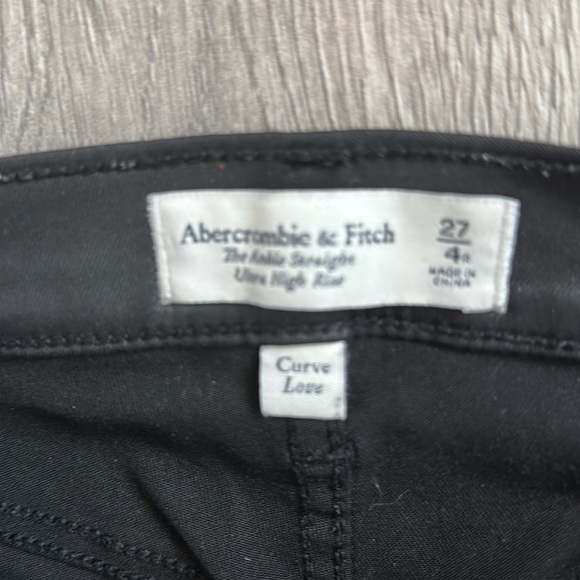 Abercrombie & Fitch
The Ankle Straight
Ultra High Rise
27
4R
MADE IN
CHINA
Curve
Love